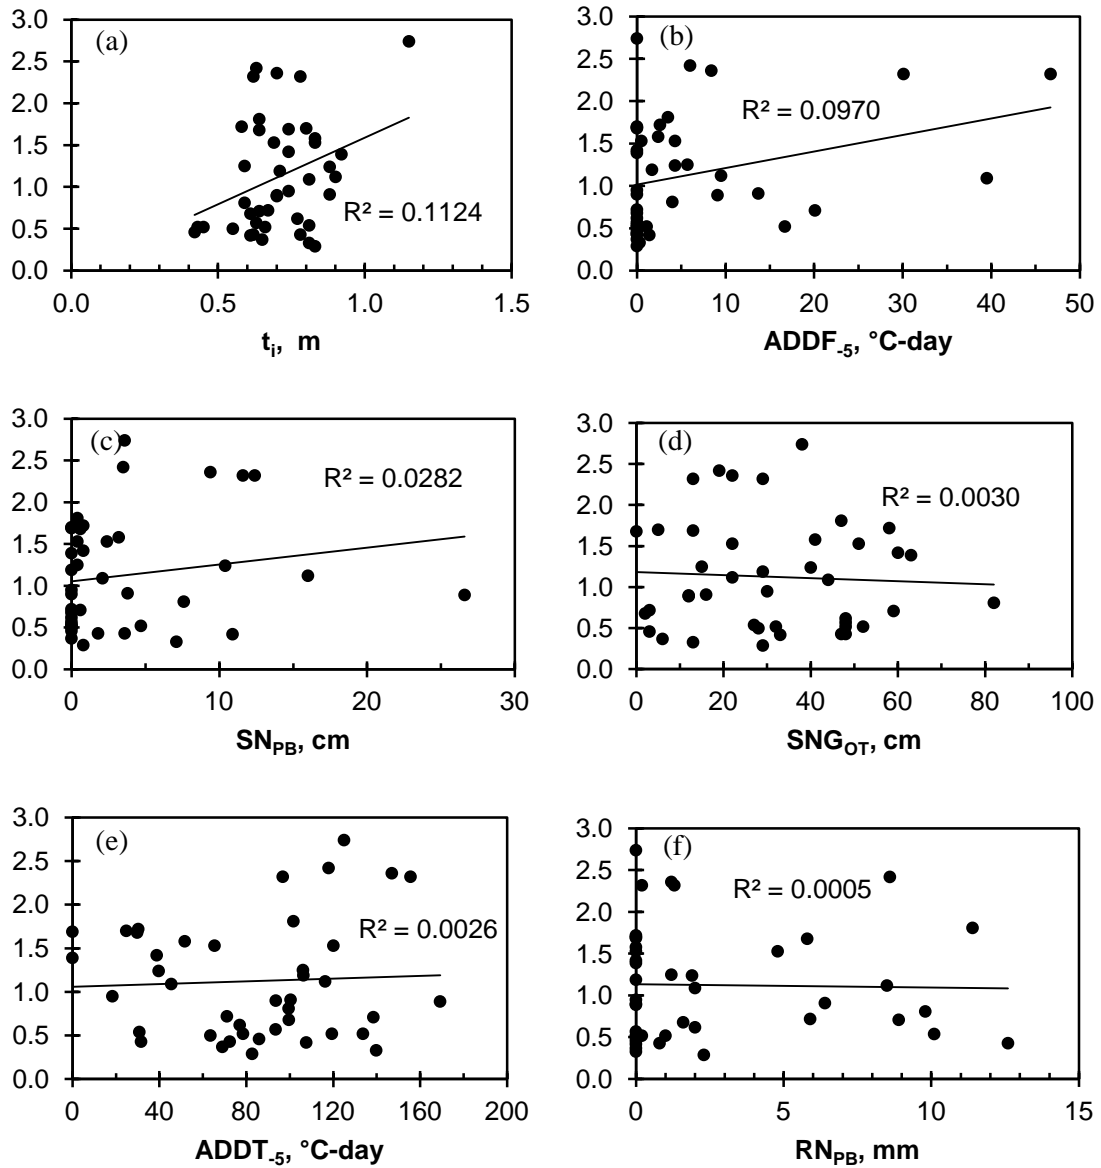 3.0
(a)
2.5
2.0
1.5
1.0
R² = 0.1124
0.5
0.0
0.0 0.5 1.0 1.5
tᵢ, m
3.0
(b)
2.5
2.0
R² = 0.0970
1.5
1.0
0.5
0.0
0 10 20 30 40 50
ADDF₋₅, °C-day
3.0
(c)
2.5
R² = 0.0282
2.0
1.5
1.0
0.5
0.0
0 10 20 30
SN_PB, cm
3.0
(d)
2.5
R² = 0.0030
2.0
1.5
1.0
0.5
0.0
0 20 40 60 80 100
SNG_OT, cm
3.0
(e)
2.5
2.0
R² = 0.0026
1.5
1.0
0.5
0.0
0 40 80 120 160 200
ADDT₋₅, °C-day
3.0
(f)
2.5
R² = 0.0005
2.0
1.5
1.0
0.5
0.0
0 5 10 15
RN_PB, mm